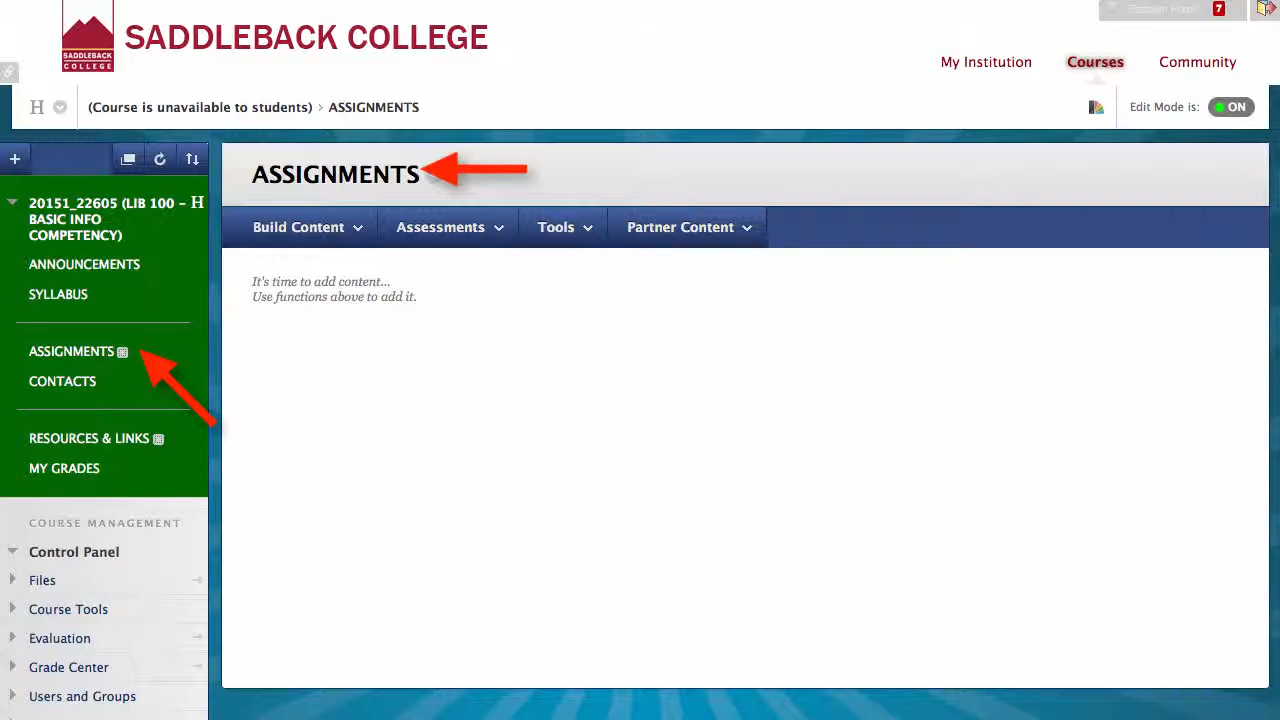 SADDLEBACK COLLEGE
SADDLEBACK
COLLEGE
7
My Institution
Courses
Community
H
(Course is unavailable to students) > ASSIGNMENTS
Edit Mode is:
ON
ASSIGNMENTS
20151_22605 (LIB 100 - H
BASIC INFO
COMPETENCY)
ANNOUNCEMENTS
SYLLABUS
ASSIGNMENTS
CONTACTS
RESOURCES & LINKS
MY GRADES
COURSE MANAGEMENT
Control Panel
Files
Course Tools
Evaluation
Grade Center
Users and Groups
Build Content
Assessments
Tools
Partner Content
It's time to add content...
Use functions above to add it.